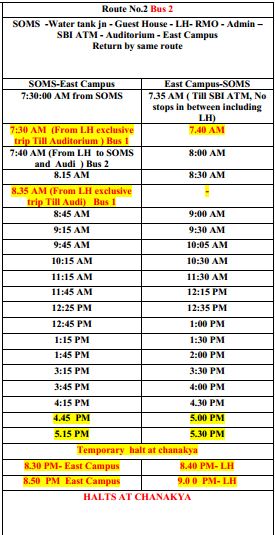 Route No.2 Bus 2
SOMS -Water tank jn - Guest House - LH- RMO - Admin –
SBI ATM - Auditorium - East Campus
Return by same route
SOMS-East Campus East Campus-SOMS
7:30:00 AM from SOMS 7.35 AM ( Till SBI ATM, No
stops in between including
LH)
7:30 AM (From LH exclusive
trip Till Auditorium ) Bus 1 7.40 AM
7:40 AM (From LH to SOMS
and Audi ) Bus 2 8:00 AM
8.15 AM 8:30 AM
8.35 AM (From LH exclusive
trip Till Audi) Bus 1 -
8:45 AM 9:00 AM
9:15 AM 9:30 AM
9:45 AM 10:05 AM
10:15 AM 10:30 AM
11:15 AM 11:30 AM
11:45 AM 12:15 PM
12:25 PM 12:35 PM
12:45 PM 1:00 PM
1:15 PM 1:30 PM
1:45 PM 2:00 PM
3:15 PM 3:30 PM
3:45 PM 4:00 PM
4:15 PM 4.30 PM
4.45 PM 5.00 PM
5.15 PM 5.30 PM
Temporary halt at chanakya
8.30 PM- East Campus 8.40 PM- LH
8.50 PM East Campus 9.0 0 PM- LH
HALTS AT CHANAKYA